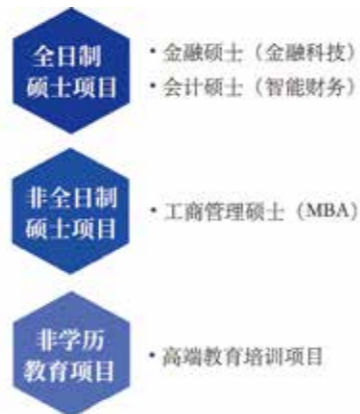 全日制
硕士项目
• 金融硕士（金融科技）
• 会计硕士（智能财务）
非全日制
硕士项目
• 工商管理硕士（MBA）
非学历
教育项目
• 高端教育培训项目